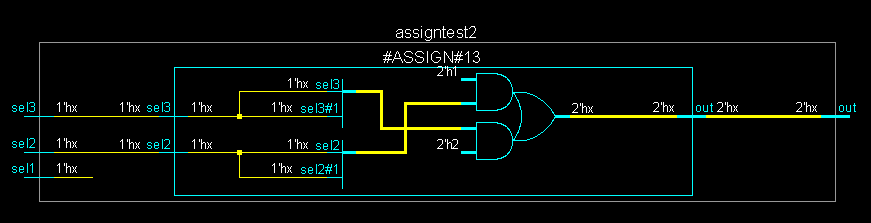 assigntest2
#ASSIGN#13
2'h1
1'hx sel3
sel3 1'hx 1'hx sel3 1'hx 1'hx sel3#1 2'hx 2'hx out 2'hx 2'hx out
sel2 1'hx 1'hx sel2 1'hx 1'hx sel2 2'h2
sel1 1'hx 1'hx sel2#1